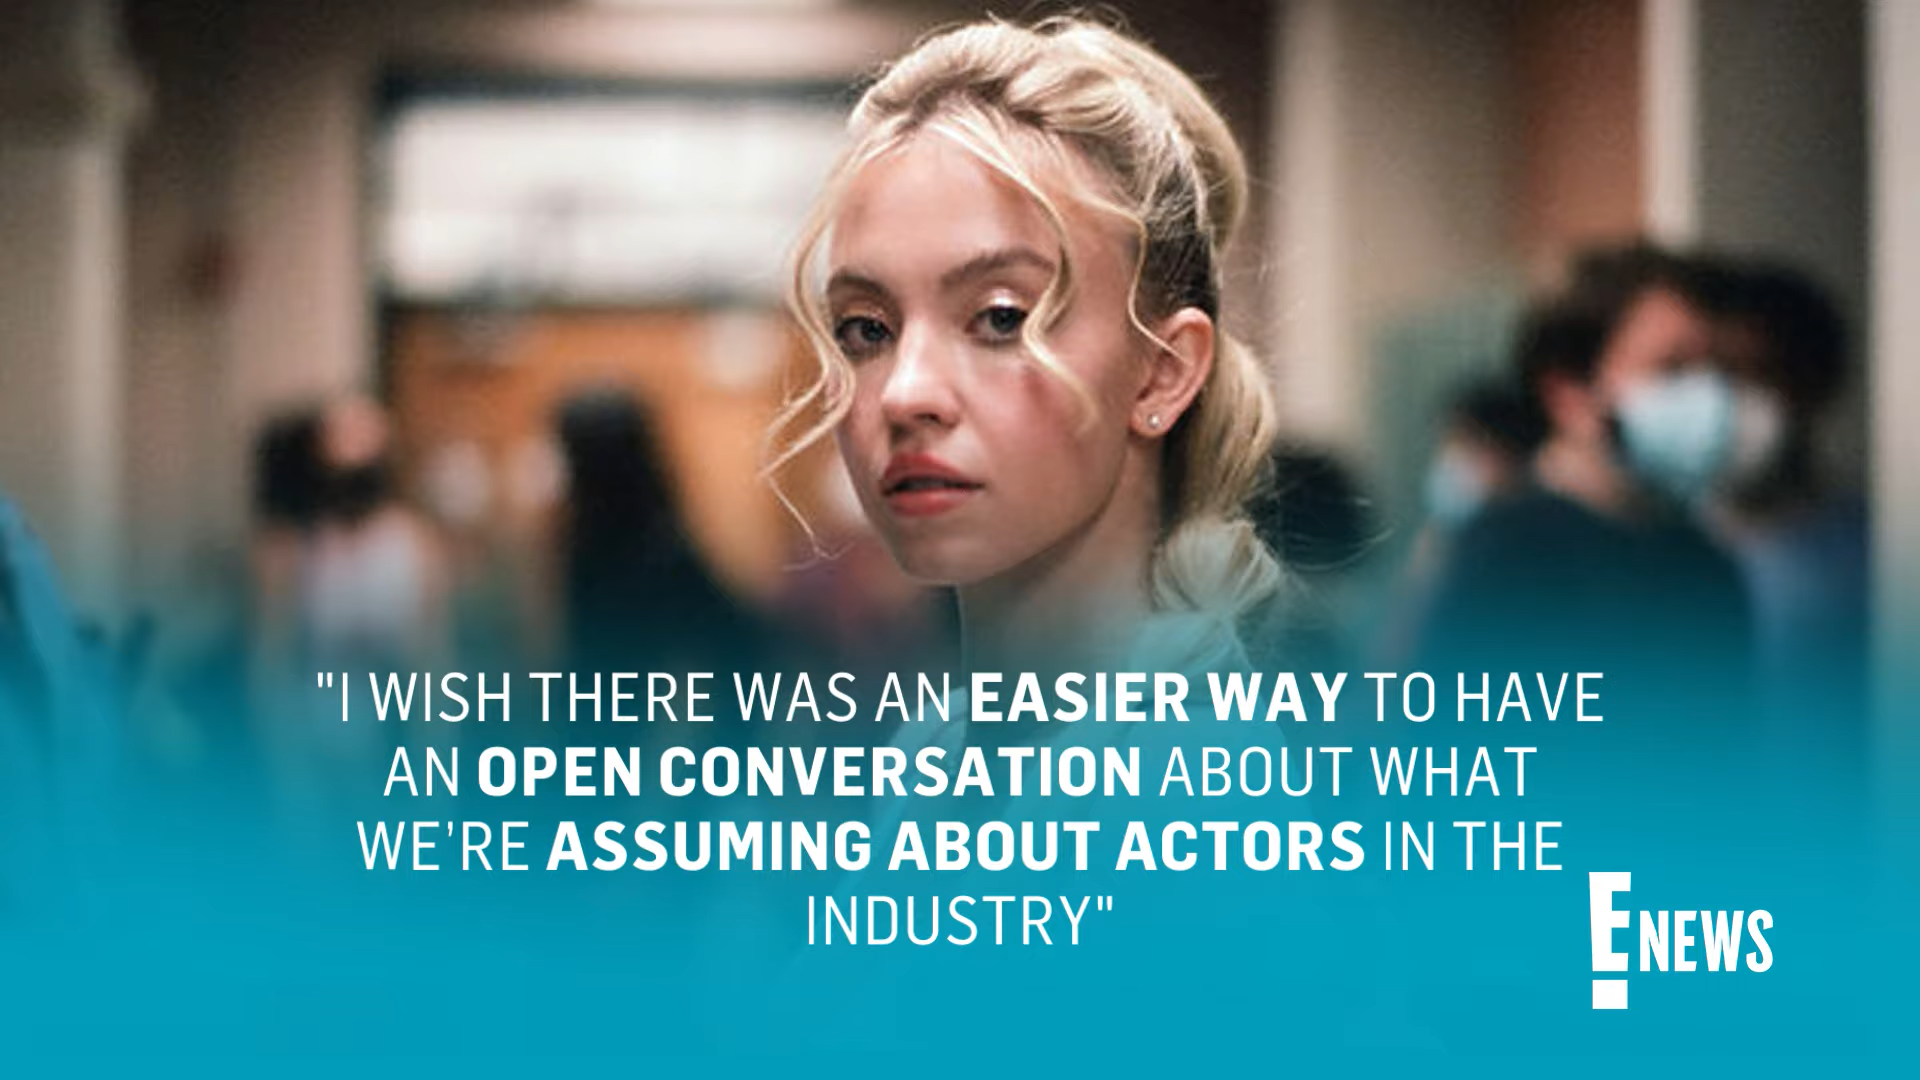 "I WISH THERE WAS AN EASIER WAY TO HAVE
AN OPEN CONVERSATION ABOUT WHAT
WE'RE ASSUMING ABOUT ACTORS IN THE
INDUSTRY"
E NEWS